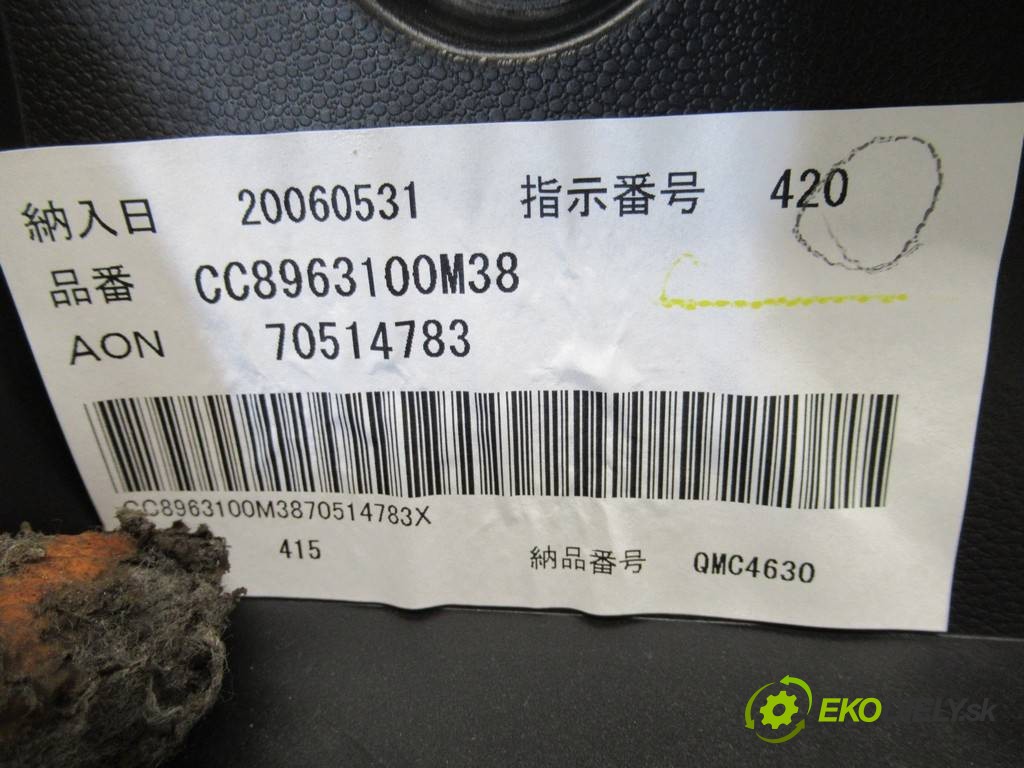 納入日 20060531 指示番号 420
品番 CC8963100M38
AON 70514783
CC8963100M3870514783X
415 納品番号 QMC4630
EKO .sk